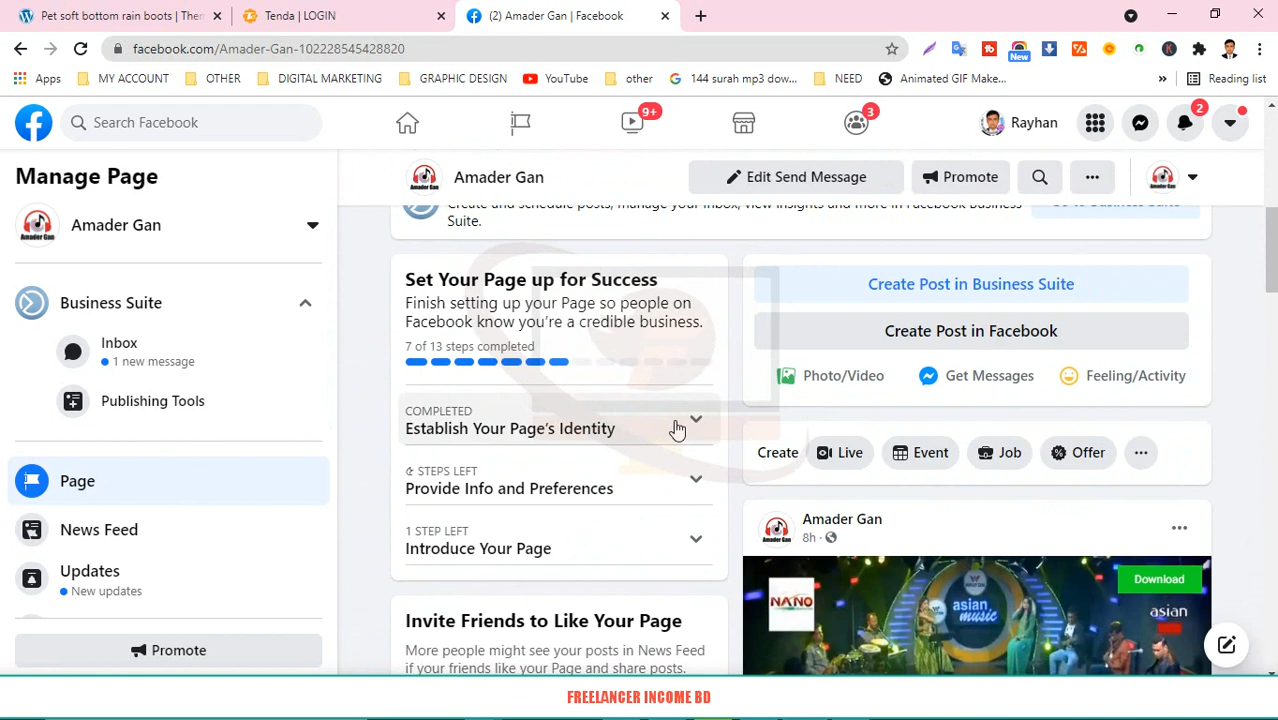 Pet soft bottom rain boots | Them
Tenda | LOGIN
(2) Amader Gan | Facebook
facebook.com/Amader-Gan-102228545428820
New
Apps
MY ACCOUNT
OTHER
DIGITAL MARKETING
GRAPHIC DESIGN
YouTube
other
144 surah mp3 dow...
NEED
Animated GIF Make...
»
Reading list
Search Facebook
9+
3
Rayhan
2
Manage Page
Amader Gan
Edit Send Message
Promote
Amader Gan
Create and schedule posts, manage your inbox, view insights and more in Facebook Business
Suite.
Go to Business Suite
Business Suite
Inbox
1 new message
Publishing Tools
Page
News Feed
Updates
New updates
Promote
Set Your Page up for Success
Finish setting up your Page so people on
Facebook know you're a credible business.
7 of 13 steps completed
COMPLETED
Establish Your Page's Identity
STEPS LEFT
Provide Info and Preferences
1 STEP LEFT
Introduce Your Page
Invite Friends to Like Your Page
More people might see your posts in News Feed
if your friends like your Page and share posts.
Create Post in Business Suite
Create Post in Facebook
Photo/Video
Get Messages
Feeling/Activity
Create
Live
Event
Job
Offer
Amader Gan
8h
Download
NANO
asian
music
asian
FREELANCER INCOME BD